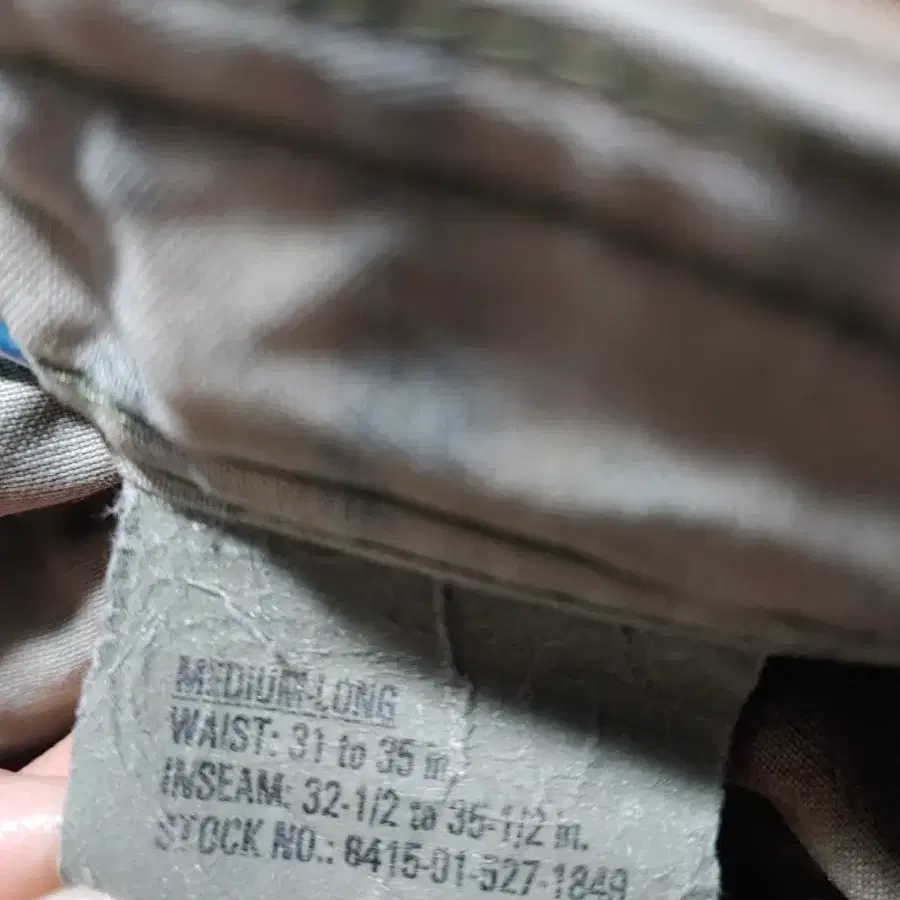 MEDIUM-LONG
WAIST: 31 to 35 in.
INSEAM: 32-1/2 to 35-1/2 in.
STOCK NO.: 8415-01-527-1849